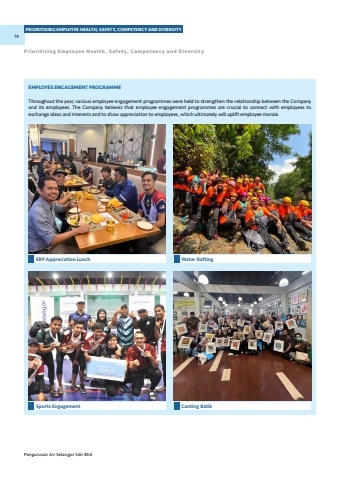 PRIORITISING EMPLOYEE HEALTH, SAFETY, COMPETENCY AND DIVERSITY
76
Prioritising Employee Health, Safety, Competency and Diversity
EMPLOYEE ENGAGEMENT PROGRAMME
Throughout the year, various employee engagement programmes were held to strengthen the relationship between the Company
and its employees. The Company believes that employee engagement programmes are crucial to connect with employees to
exchange ideas and interests and to show appreciation to employees, which ultimately will uplift employee morale.
ERP Appreciation Lunch
Water Rafting
Sports Engagement
Canting Batik
Pengurusan Air Selangor Sdn Bhd